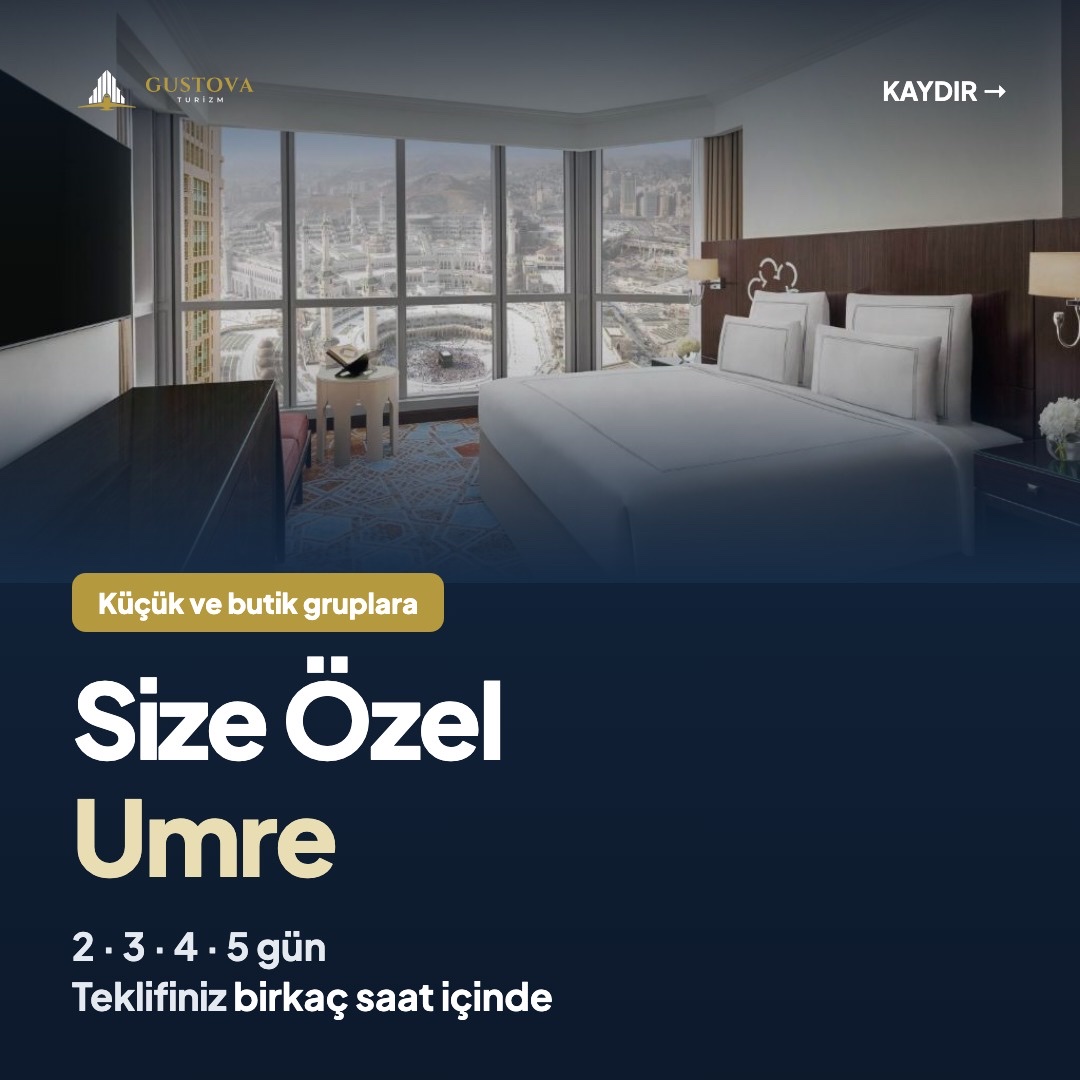 GUSTOVA
TURİZM
KAYDIR →
Küçük ve butik gruplara
Size Özel
Umre
2 · 3 · 4 · 5 gün
Teklifiniz birkaç saat içinde